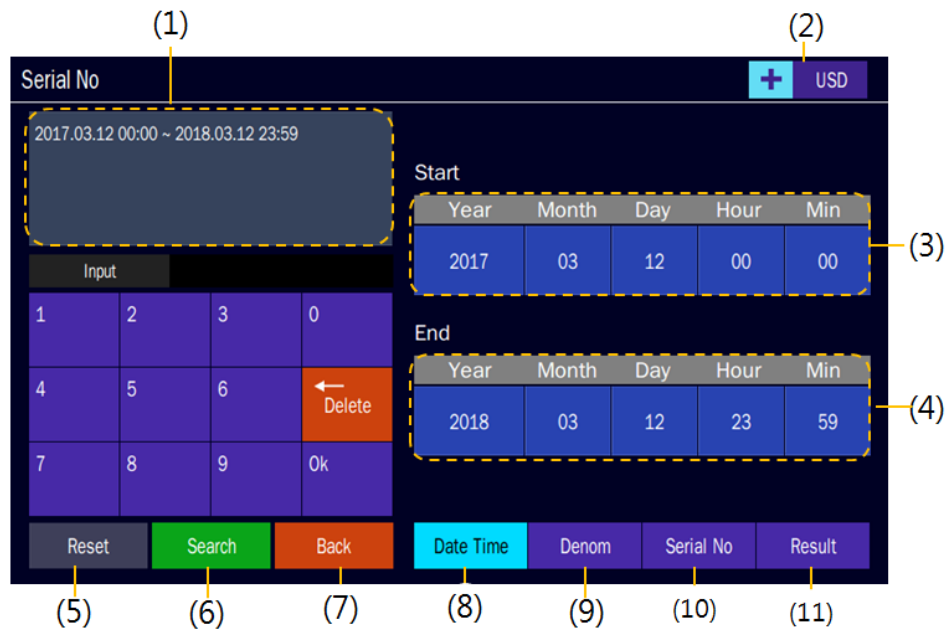 (1)
(2)
Serial No
+ USD
2017.03.12 00:00 ~ 2018.03.12 23:59
Start
Year Month Day Hour Min
2017 03 12 00 00
(3)
Input
1 2 3 0
End
Year Month Day Hour Min
2018 03 12 23 59
(4)
4 5 6 ← Delete
7 8 9 Ok
Reset Search Back Date Time Denom Serial No Result
(5) (6) (7) (8) (9) (10) (11)